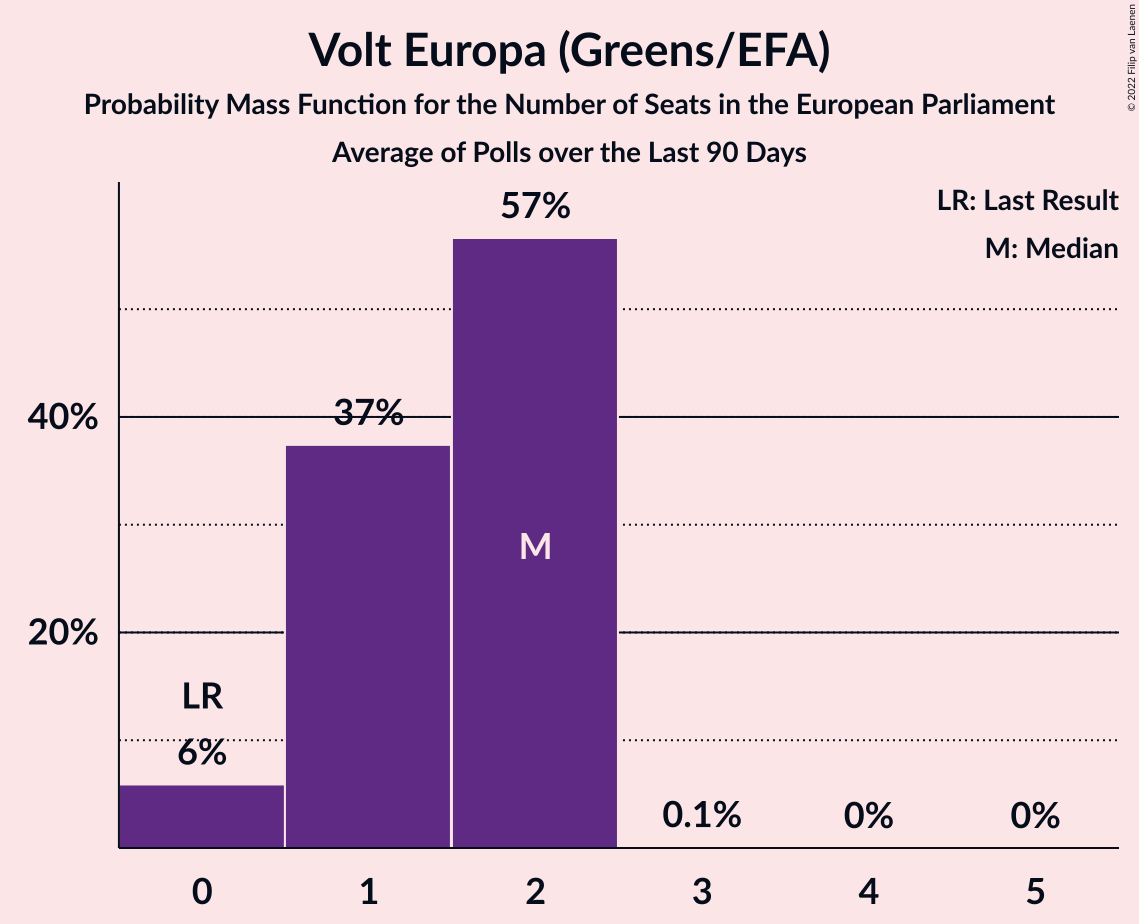 Volt Europa (Greens/EFA)
Probability Mass Function for the Number of Seats in the European Parliament
Average of Polls over the Last 90 Days
© 2022 Filip van Laenen
LR: Last Result
M: Median
57%
40%
37%
M
20%
LR
6%
0.1%
0%
0%
0 1 2 3 4 5